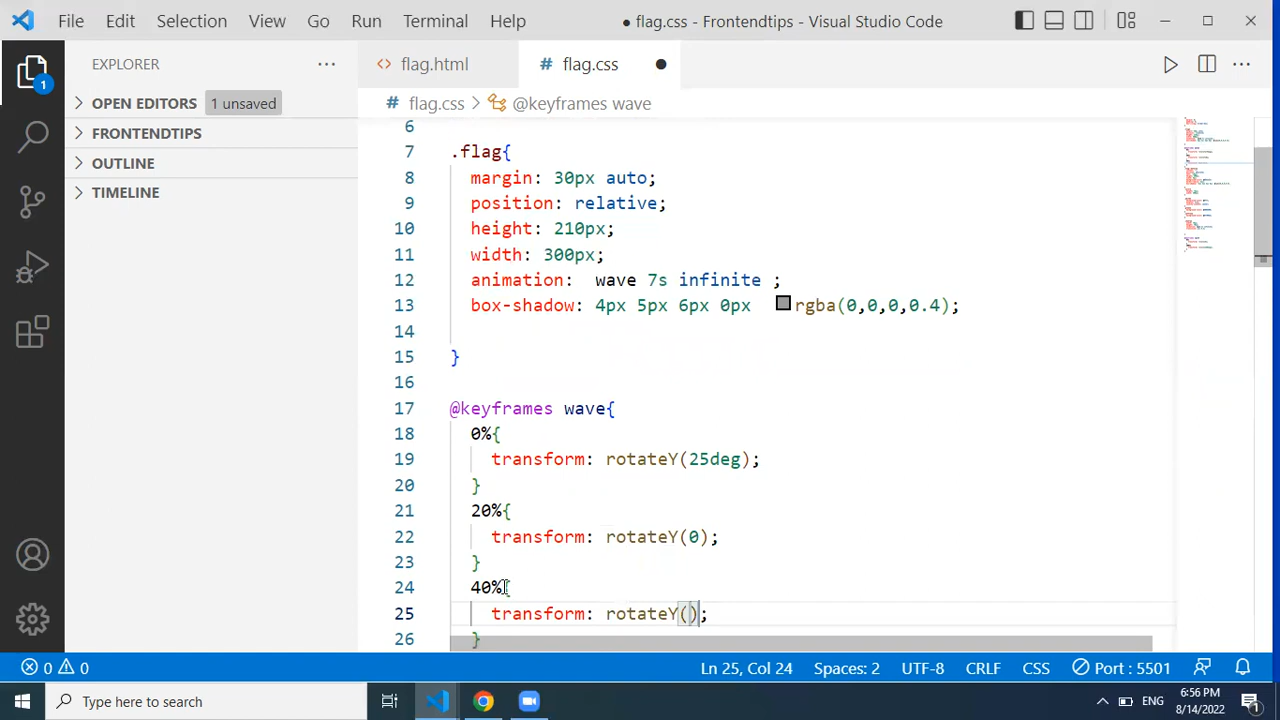 File Edit Selection View Go Run Terminal Help ● flag.css - Frontendtips - Visual Studio Code
EXPLORER
flag.html
# flag.css
1
OPEN EDITORS 1 unsaved
FRONTENDTIPS
OUTLINE
TIMELINE
# flag.css > @keyframes wave
6
7 .flag{
8 margin: 30px auto;
9 position: relative;
10 height: 210px;
11 width: 300px;
12 animation:  wave 7s infinite ;
13 box-shadow: 4px 5px 6px 0px  rgba(0,0,0,0.4);
14
15 }
16
17 @keyframes wave{
18 0%{
19 transform: rotateY(25deg);
20 }
21 20%{
22 transform: rotateY(0);
23 }
24 40%{
25 transform: rotateY();
26 }
0 0 Ln 25, Col 24 Spaces: 2 UTF-8 CRLF CSS Port : 5501
Type here to search
ENG
6:56 PM
8/14/2022
1